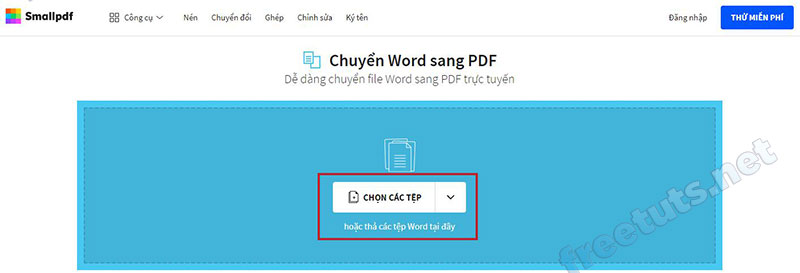 Smallpdf Công cụ Nén Chuyển đổi Ghép Chỉnh sửa Ký tên Đăng nhập THỬ MIỄN PHÍ
Chuyển Word sang PDF
Dễ dàng chuyển file Word sang PDF trực tuyến
CHỌN CÁC TỆP
hoặc thả các tệp Word tại đây
freetuts.net